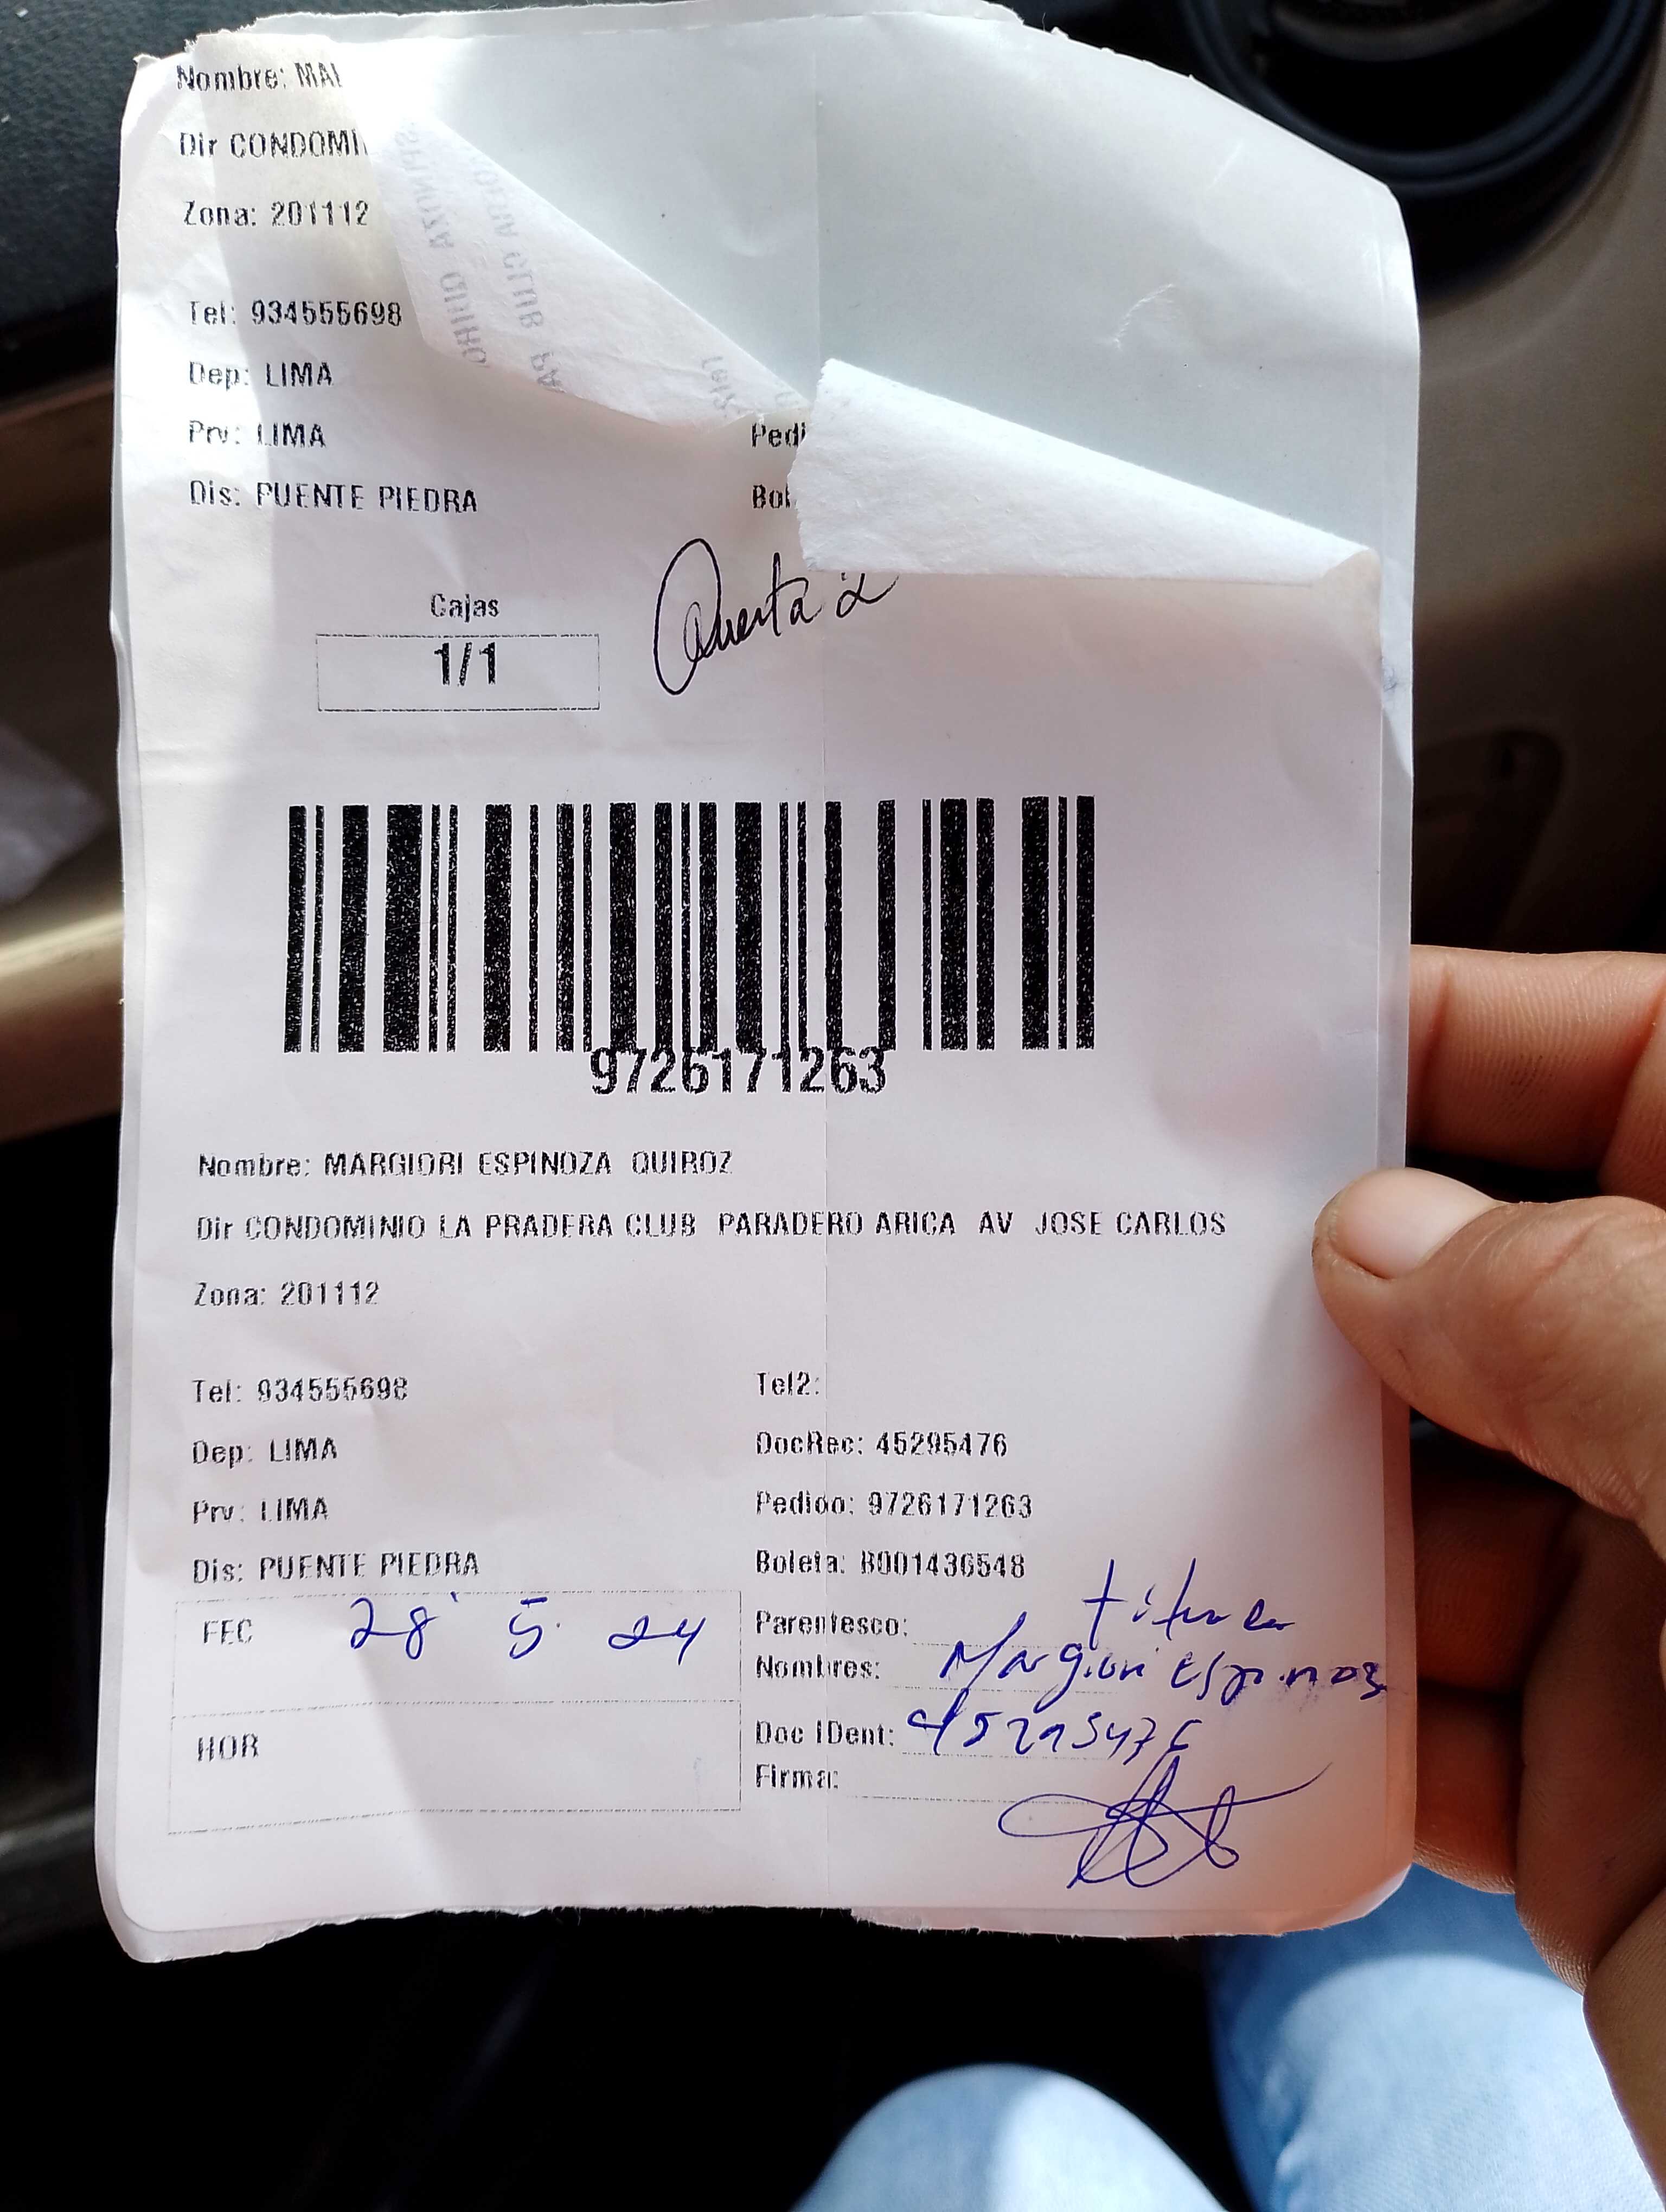 Nombre: MAI
Dir CONDOMI
Zona: 201112
Tel: 934555698
Dep: LIMA
Prv: LIMA
Pedi
Dis: PUENTE PIEDRA
Bol
Cajas
1/1
9726171263
Nombre: MARGIORI ESPINOZA QUIROZ
Dir CONDOMINIO LA PRADERA CLUB PARADERO ARICA AV JOSE CARLOS
Zona: 201112
Tel: 934555698
Tel2:
Dep: LIMA
DocRec: 45295476
Prv: LIMA
Pedido: 9726171263
Dis: PUENTE PIEDRA
Boleta: B001436548
FEC 28 5 24
Parentesco: titular
Nombres: Margiori Espinoz
HOR
Doc IDent: 45295476
Firma: